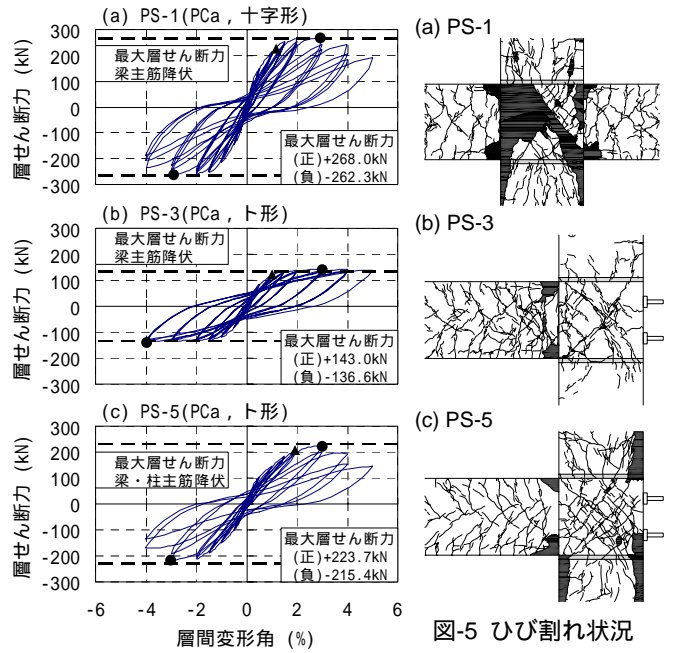 (a) PS-1(PCa，十字形)
300
200
100
0
-100
-200
-300
層せん断力 (kN)
最大層せん断力
梁主筋降伏
最大層せん断力
(正)+268.0kN
(負)-262.3kN
(b) PS-3(PCa，ト形)
300
200
100
0
-100
-200
-300
層せん断力 (kN)
最大層せん断力
梁主筋降伏
最大層せん断力
(正)+143.0kN
(負)-136.6kN
(c) PS-5(PCa，ト形)
300
200
100
0
-100
-200
-300
層せん断力 (kN)
最大層せん断力
梁・柱主筋降伏
最大層せん断力
(正)+223.7kN
(負)-215.4kN
-6 -4 -2 0 2 4 6
層間変形角 (%)
(a) PS-1
(b) PS-3
(c) PS-5
図-5 ひび割れ状況